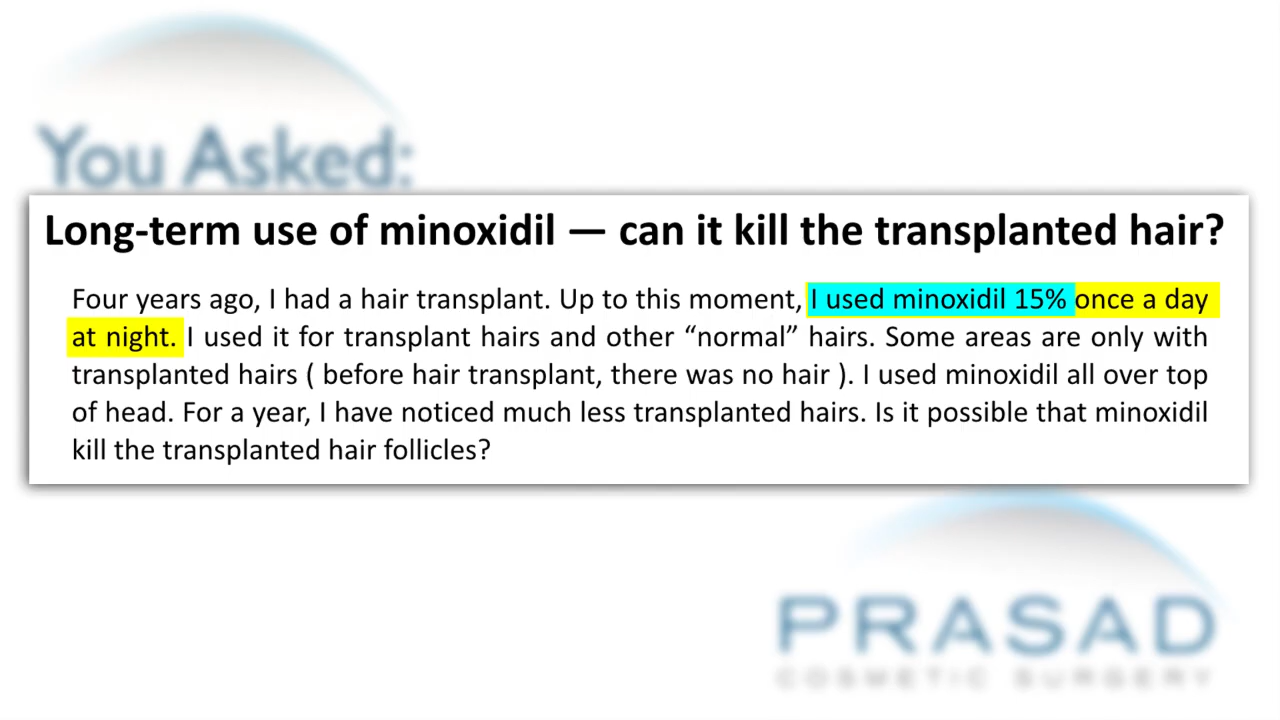 You Asked:
Long-term use of minoxidil — can it kill the transplanted hair?
Four years ago, I had a hair transplant. Up to this moment, I used minoxidil 15% once a day
at night. I used it for transplant hairs and other “normal” hairs. Some areas are only with
transplanted hairs ( before hair transplant, there was no hair ). I used minoxidil all over top
of head. For a year, I have noticed much less transplanted hairs. Is it possible that minoxidil
kill the transplanted hair follicles?
PRASAD
COSMETIC SURGERY